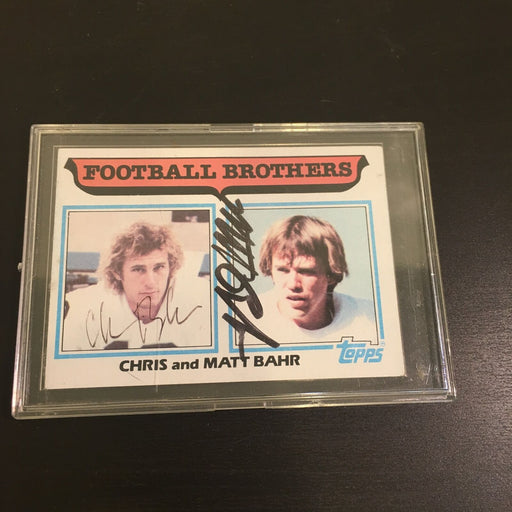 FOOTBALL BROTHERS
CHRIS and MATT BAHR
topps